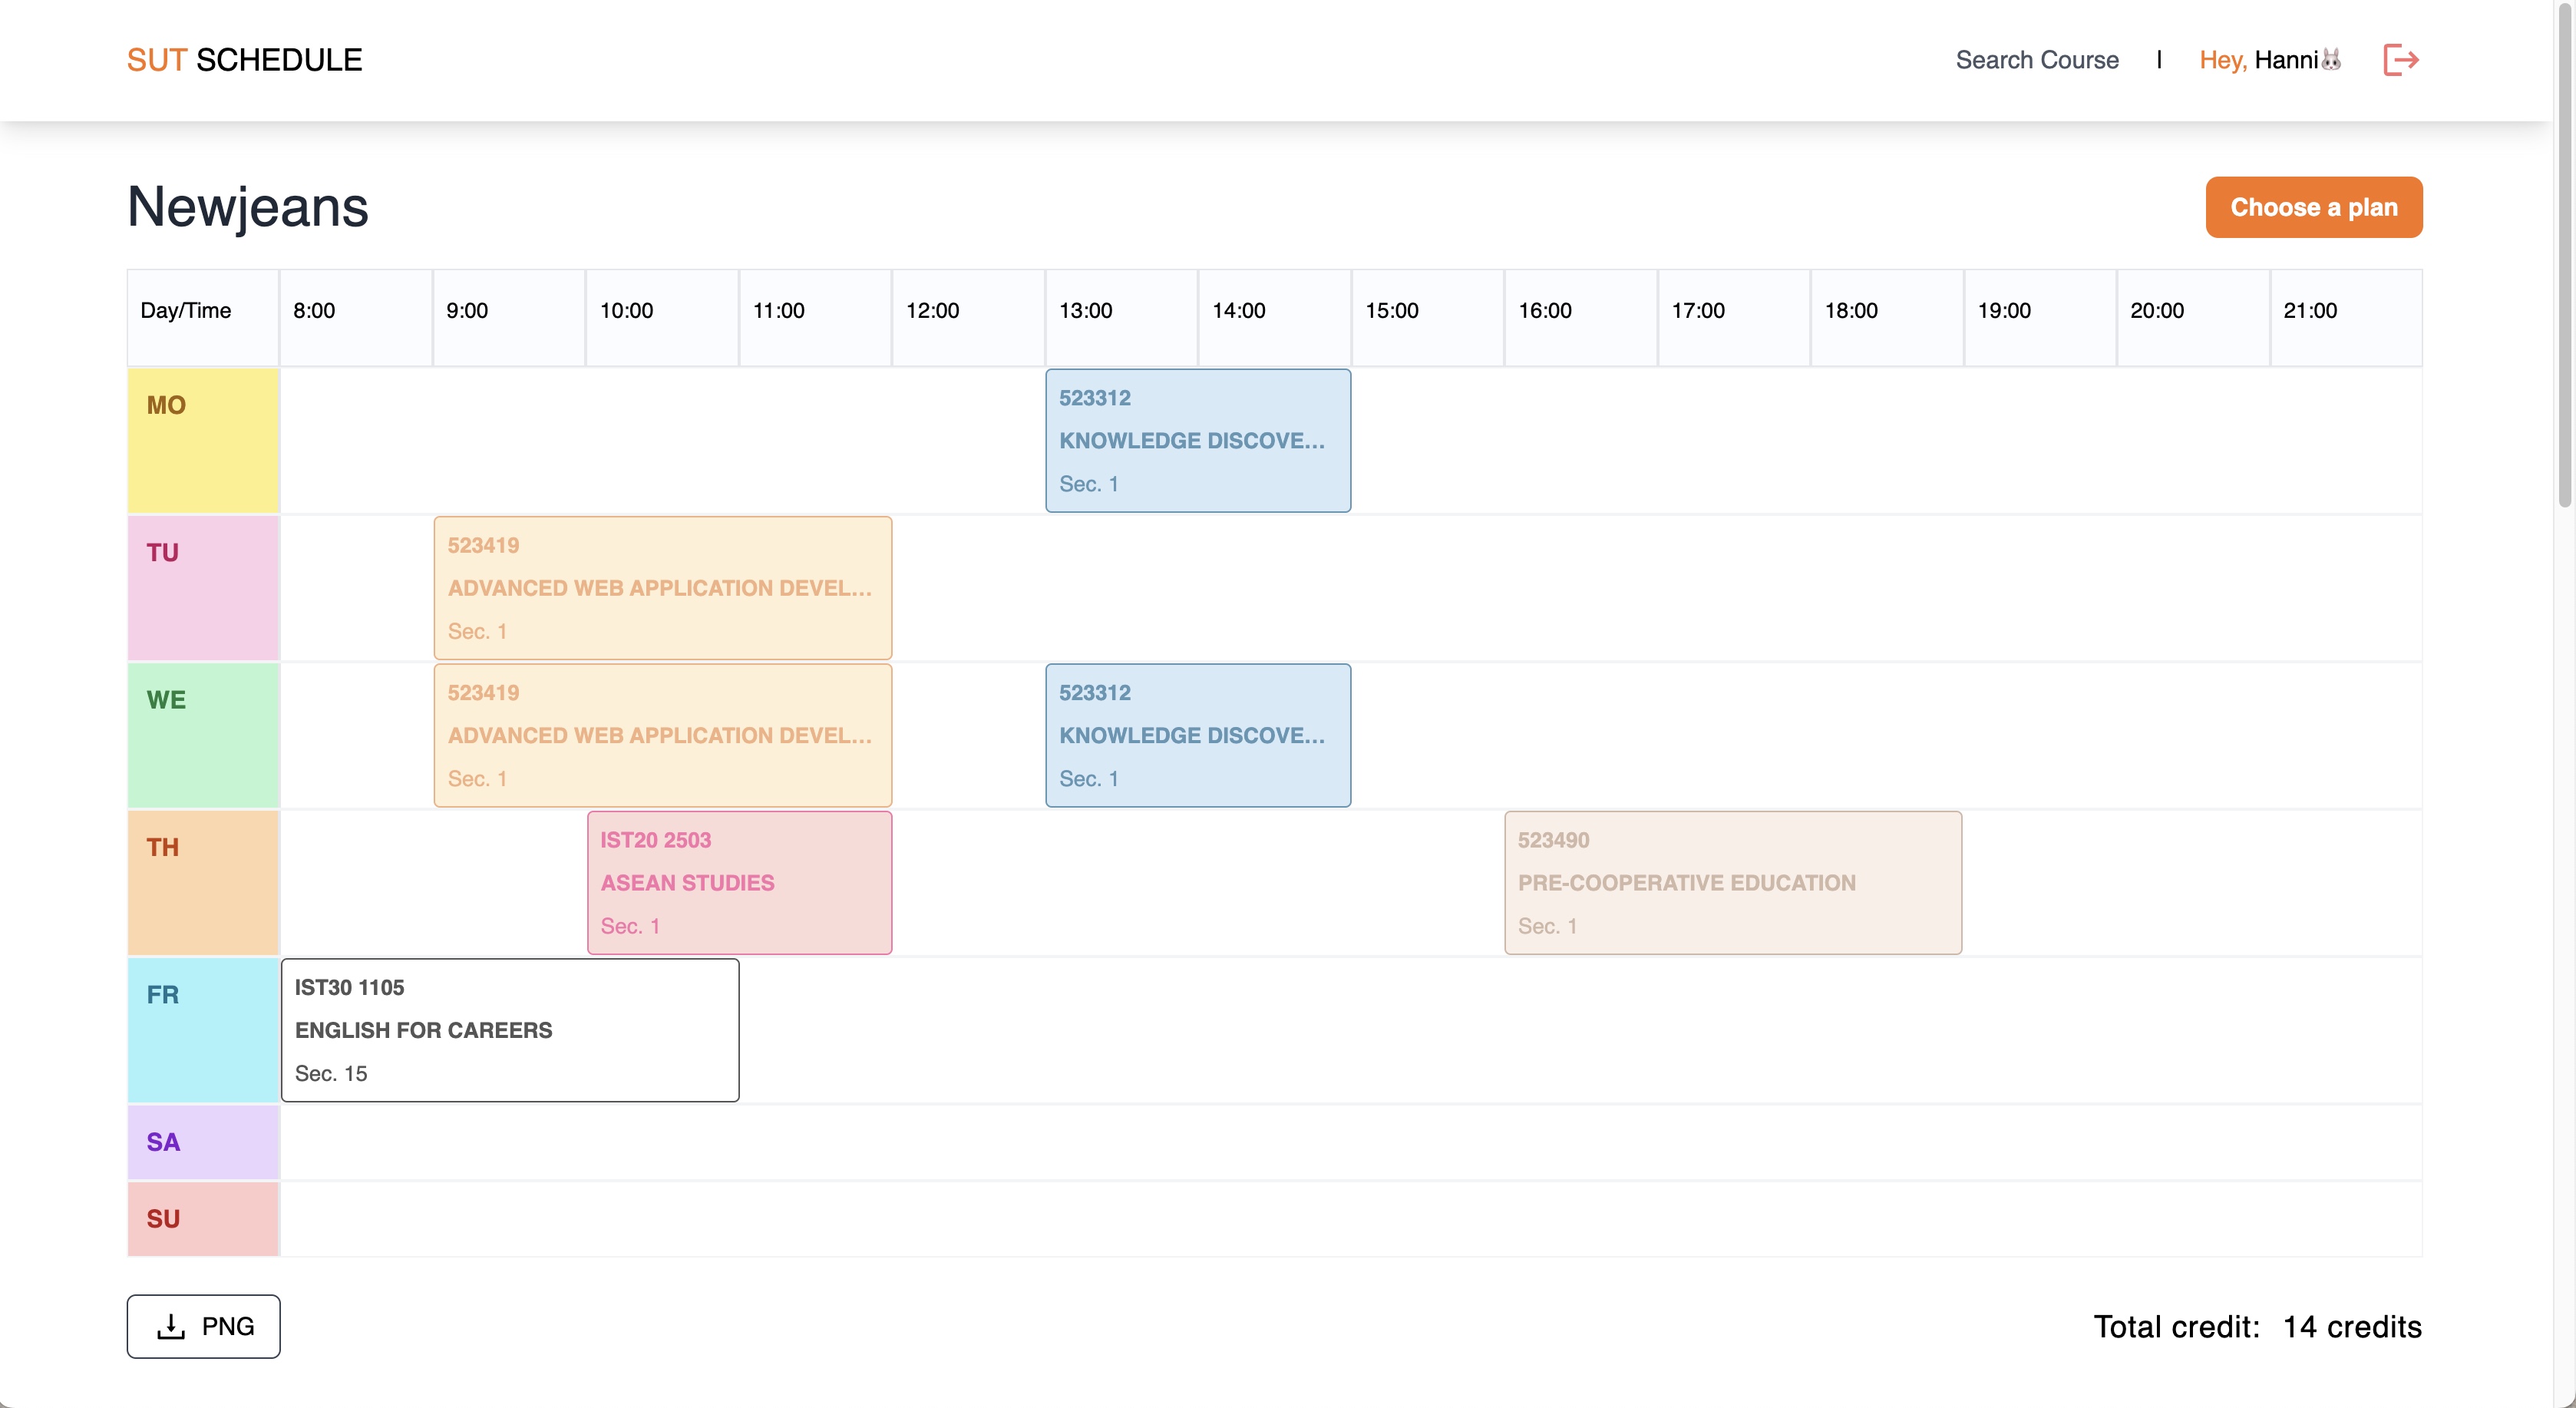 SUT SCHEDULE
Search Course | Hey, Hanni🐰
Newjeans
Choose a plan
Day/Time 8:00 9:00 10:00 11:00 12:00 13:00 14:00 15:00 16:00 17:00 18:00 19:00 20:00 21:00
MO
523312
KNOWLEDGE DISCOVE...
Sec. 1
TU
523419
ADVANCED WEB APPLICATION DEVEL...
Sec. 1
WE
523419
ADVANCED WEB APPLICATION DEVEL...
Sec. 1
523312
KNOWLEDGE DISCOVE...
Sec. 1
TH
IST20 2503
ASEAN STUDIES
Sec. 1
523490
PRE-COOPERATIVE EDUCATION
Sec. 1
FR
IST30 1105
ENGLISH FOR CAREERS
Sec. 15
SA
SU
PNG
Total credit: 14 credits